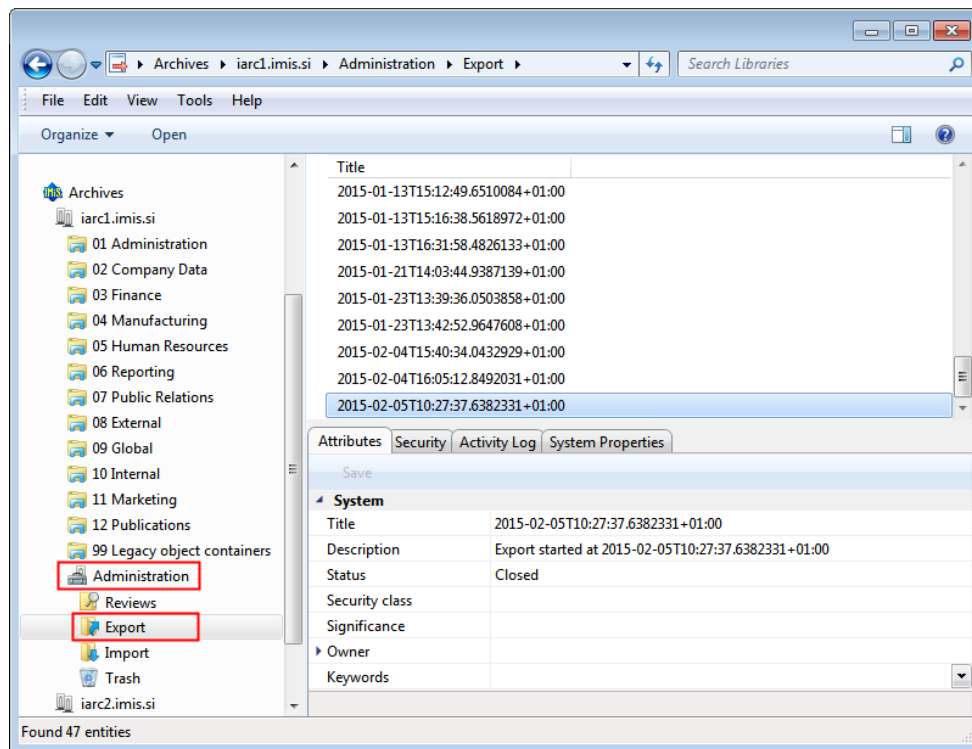 Archives iarc1.imis.si Administration Export
Search Libraries
File Edit View Tools Help
Organize Open
Archives
iarc1.imis.si
01 Administration
02 Company Data
03 Finance
04 Manufacturing
05 Human Resources
06 Reporting
07 Public Relations
08 External
09 Global
10 Internal
11 Marketing
12 Publications
99 Legacy object containers
Administration
Reviews
Export
Import
Trash
iarc2.imis.si
Title
2015-01-13T15:12:49.6510084+01:00
2015-01-13T15:16:38.5618972+01:00
2015-01-13T16:31:58.4826133+01:00
2015-01-21T14:03:44.9387139+01:00
2015-01-23T13:39:36.0503858+01:00
2015-01-23T13:42:52.9647608+01:00
2015-02-04T15:40:34.0432929+01:00
2015-02-04T16:05:12.8492031+01:00
2015-02-05T10:27:37.6382331+01:00
Attributes Security Activity Log System Properties
Save
System
Title 2015-02-05T10:27:37.6382331+01:00
Description Export started at 2015-02-05T10:27:37.6382331+01:00
Status Closed
Security class
Significance
Owner
Keywords
Found 47 entities